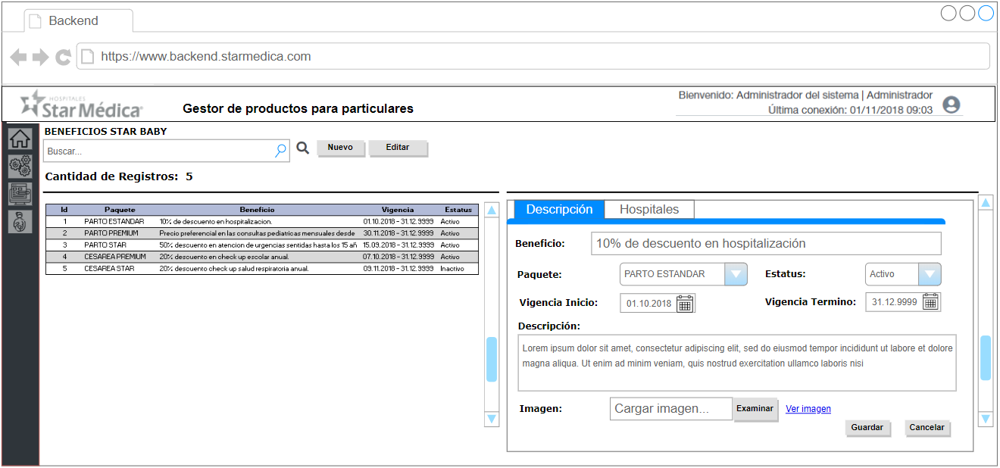 Backend
https://www.backend.starmedica.com
HOSPITALES
Star Médica
Gestor de productos para particulares
Bienvenido: Administrador del sistema | Administrador
Última conexión: 01/11/2018 09:03
BENEFICIOS STAR BABY
Buscar...
Nuevo
Editar
Cantidad de Registros: 5
Id Paquete Beneficio Vigencia Estatus
1 PARTO ESTANDAR 10% de descuento en hospitalizacion. 01.10.2018 - 31.12.9999 Activo
2 PARTO PREMIUM Precio preferencial en las consultas pediatricas mensuales desde 30.11.2018 - 31.12.9999 Activo
3 PARTO STAR 50% descuento en atencion de urgencias sentidas hasta los 15 añ 15.09.2018 - 31.12.9999 Activo
4 CESAREA PREMIUM 20% descuento en check up escolar anual. 07.10.2018 - 31.12.9999 Activo
5 CESAREA STAR 20% descuento check up salud respiratoria anual. 09.11.2018 - 31.12.9999 Inactivo
Descripción
Hospitales
Beneficio: 10% de descuento en hospitalización
Paquete: PARTO ESTANDAR Estatus: Activo
Vigencia Inicio: 01.10.2018 Vigencia Termino: 31.12.9999
Descripción:
Lorem ipsum dolor sit amet, consectetur adipiscing elit, sed do eiusmod tempor incididunt ut labore et dolore
magna aliqua. Ut enim ad minim veniam, quis nostrud exercitation ullamco laboris nisi
Imagen: Cargar imagen... Examinar Ver imagen
Guardar Cancelar